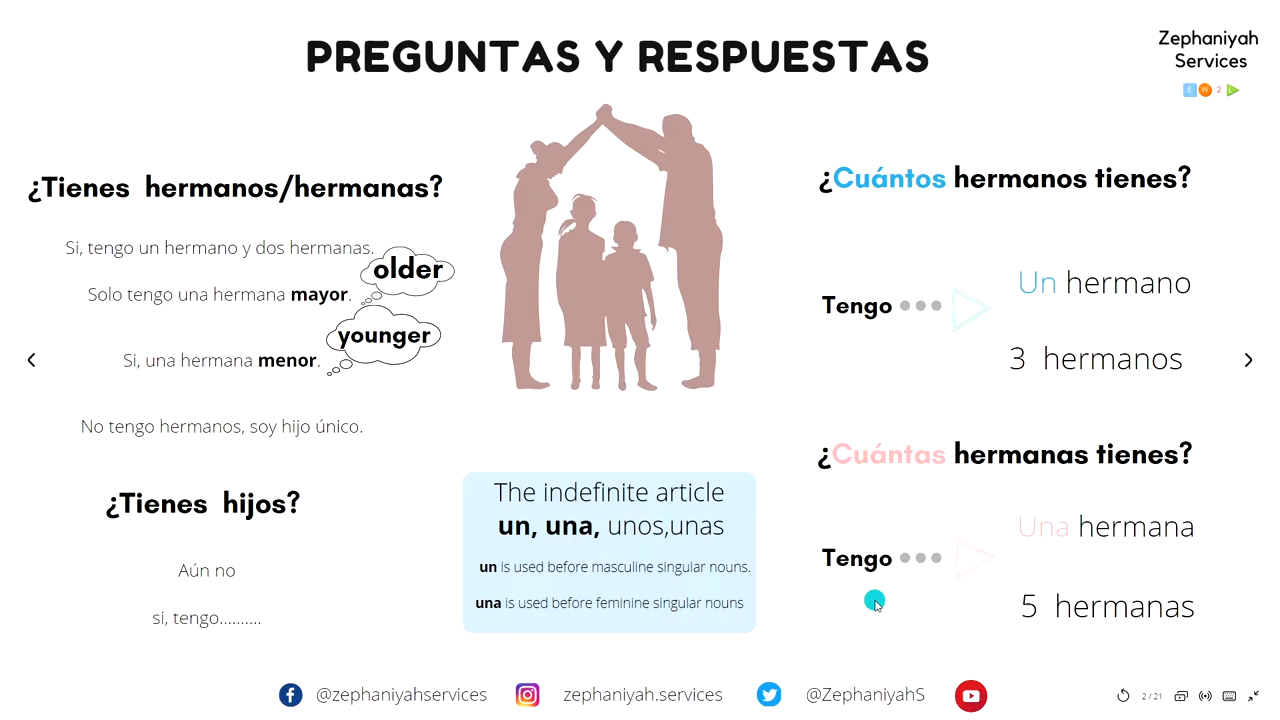 PREGUNTAS Y RESPUESTAS
Zephaniyah
Services
E W 2
¿Tienes hermanos/hermanas?
Si, tengo un hermano y dos hermanas.
older
Solo tengo una hermana mayor.
younger
Si, una hermana menor.
No tengo hermanos, soy hijo único.
¿Tienes hijos?
Aún no
si, tengo..........
The indefinite article
un, una, unos,unas
un is used before masculine singular nouns.
una is used before feminine singular nouns
¿Cuántos hermanos tienes?
Un hermano
Tengo
3 hermanos
¿Cuántas hermanas tienes?
Una hermana
Tengo
5 hermanas
@zephaniyahservices
zephaniyah.services
@ZephaniyahS
2 / 21